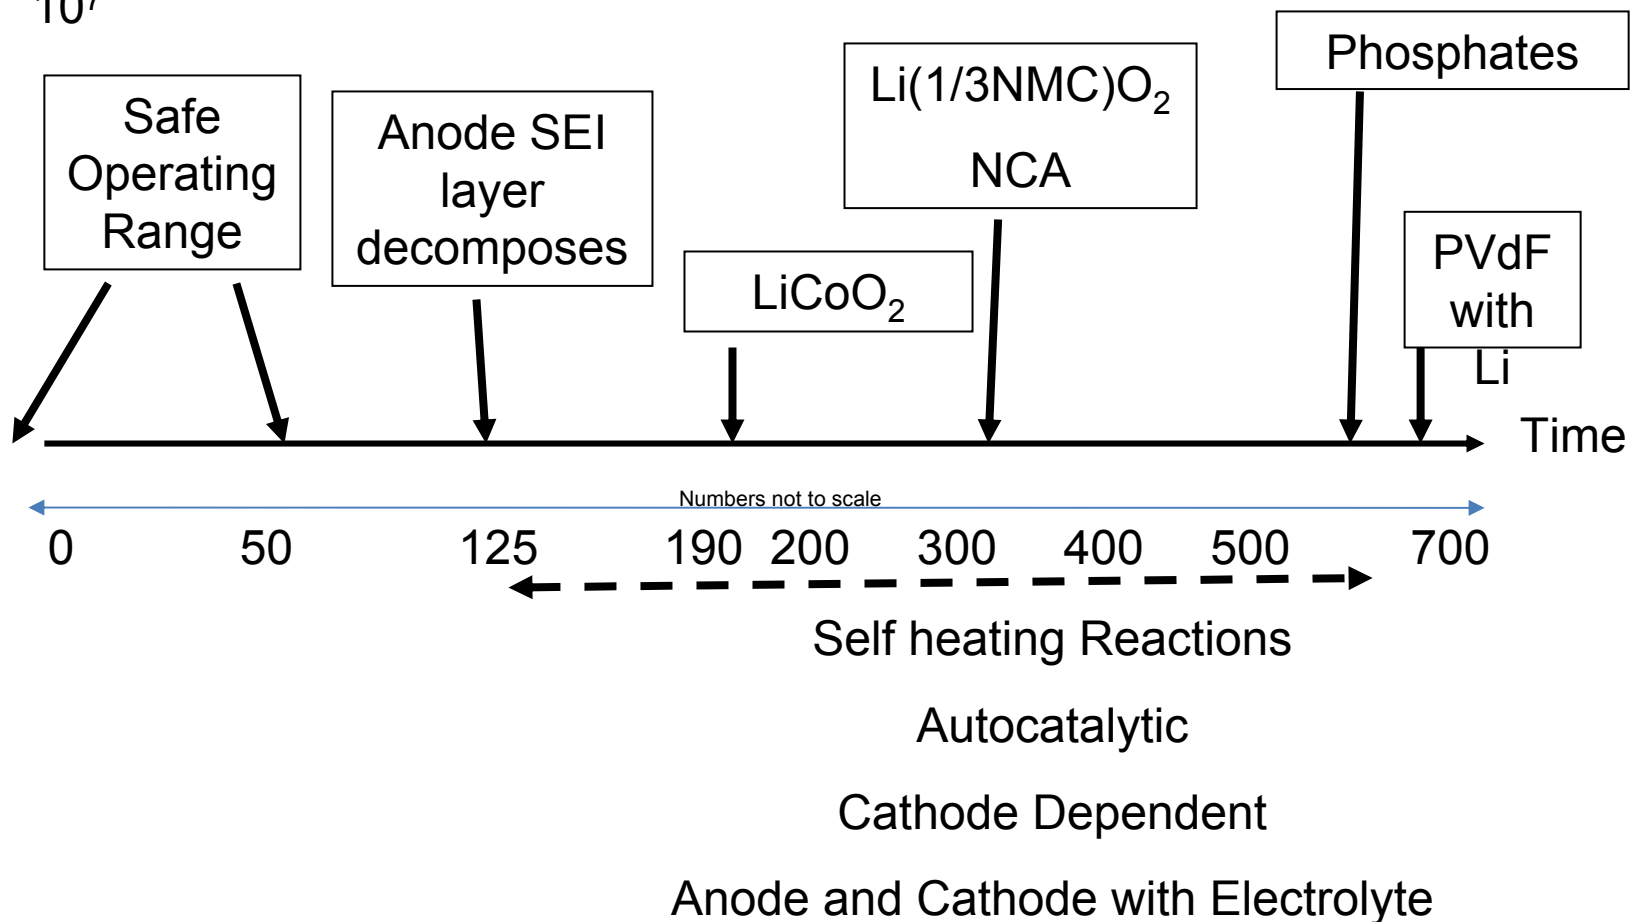 10⁷
Safe
Operating
Range
Anode SEI
layer
decomposes
LiCoO₂
Li(1/3NMC)O₂
NCA
Phosphates
PVdF
with
Li
Time
Numbers not to scale
0 50 125 190 200 300 400 500 700
Self heating Reactions
Autocatalytic
Cathode Dependent
Anode and Cathode with Electrolyte